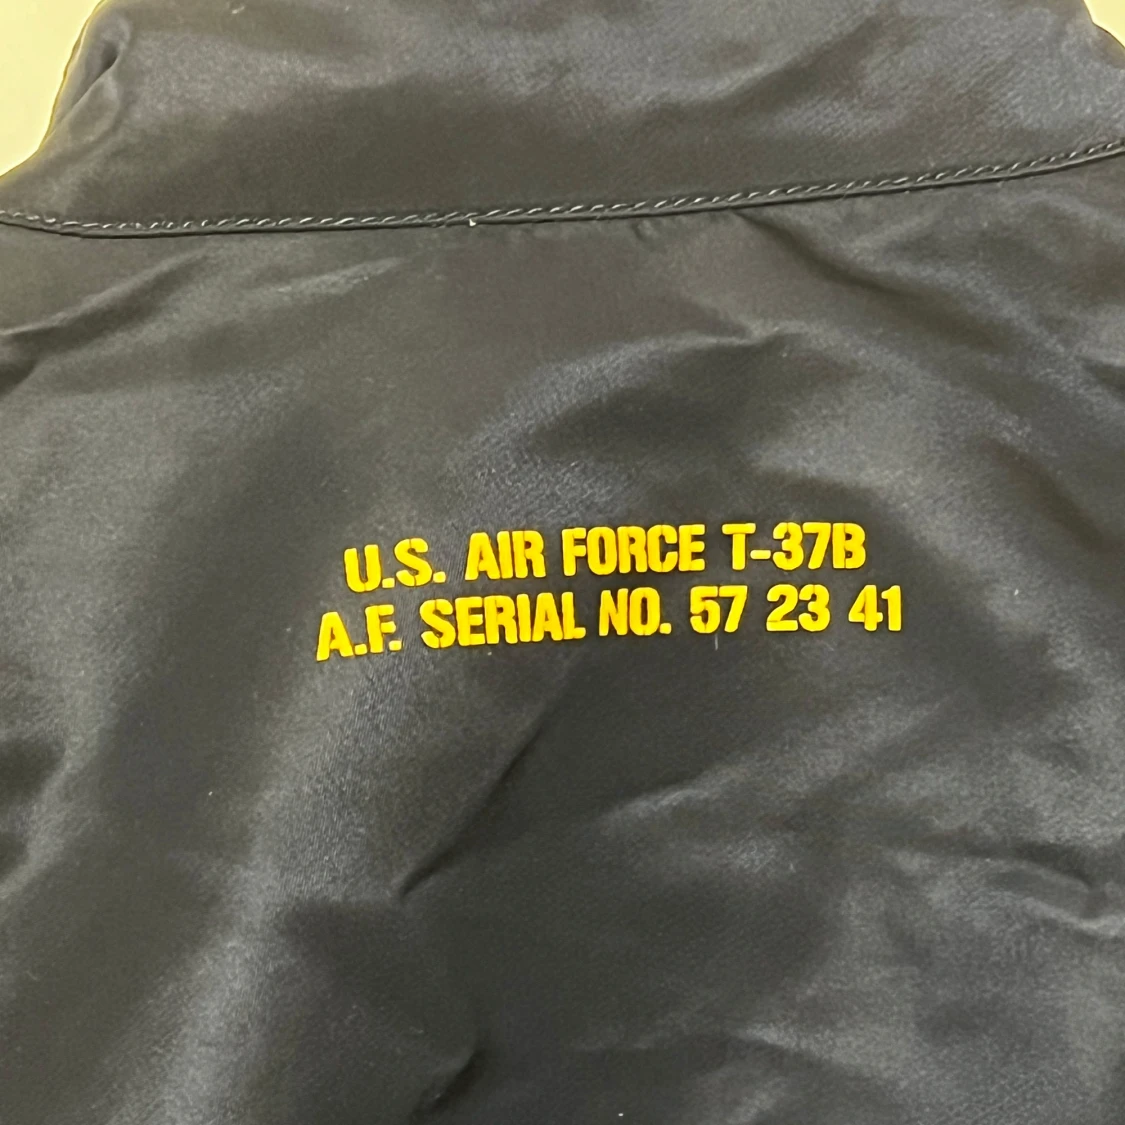 U.S. AIR FORCE T-37B
A.F. SERIAL NO. 57 23 41